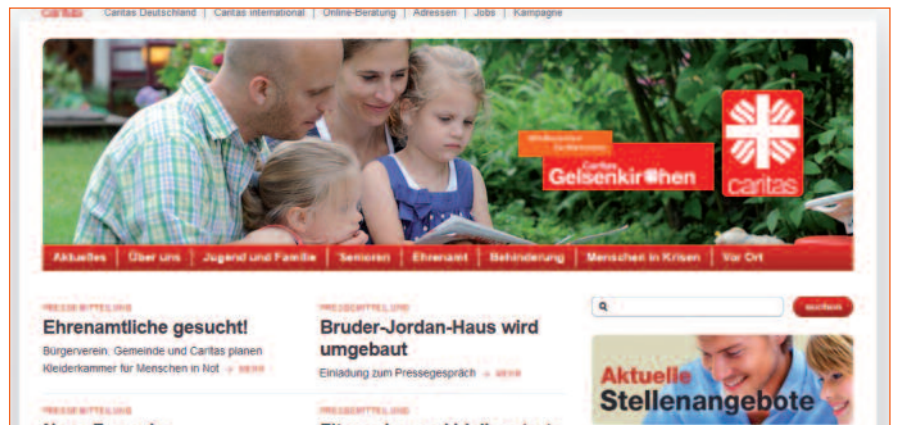 Caritas Deutschland | Caritas international | Online-Beratung | Adressen | Jobs | Kampagne
Caritas
Gelsenkirchen
caritas
Aktuelles | Über uns | Jugend und Familie | Senioren | Ehrenamt | Behinderung | Menschen in Krisen | Vor Ort
PRESSEMITTEILUNG
Ehrenamtliche gesucht!
Bürgerverein: Gemeinde und Caritas planen
Kleiderkammer für Menschen in Not → MEHR
PRESSEMITTEILUNG
Bruder-Jordan-Haus wird
umgebaut
Einladung zum Pressegespräch → MEHR
suchen
Aktuelle
Stellenangebote
PRESSEMITTEILUNG
PRESSEMITTEILUNG